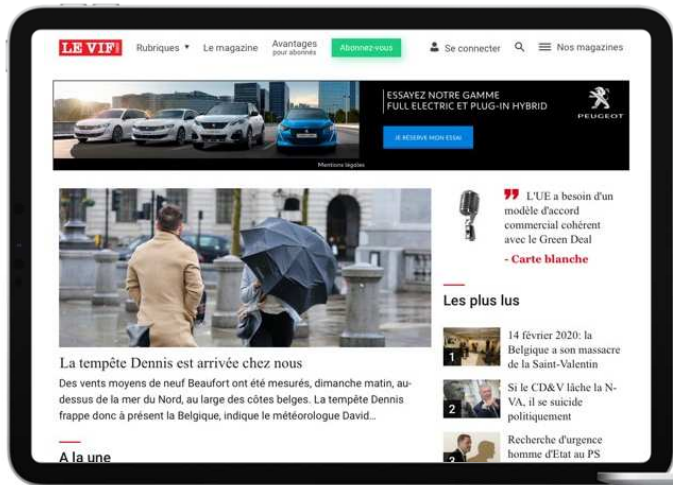 LE VIF
Rubriques
Le magazine
Avantages
pour abonnés
Abonnez-vous
Se connecter
Nos magazines
ESSAYEZ NOTRE GAMME
FULL ELECTRIC ET PLUG-IN HYBRID
JE RÉSERVE MON ESSAI
PEUGEOT
Mentions légales
La tempête Dennis est arrivée chez nous
Des vents moyens de neuf Beaufort ont été mesurés, dimanche matin, au-
dessus de la mer du Nord, au large des côtes belges. La tempête Dennis
frappe donc à présent la Belgique, indique le météorologue David...
A la une
L'UE a besoin d'un
modèle d'accord
commercial cohérent
avec le Green Deal
- Carte blanche
Les plus lus
1
14 février 2020: la
Belgique a son massacre
de la Saint-Valentin
2
Si le CD&V lâche la N-
VA, il se suicide
politiquement
3
Recherche d'urgence
homme d'Etat au PS